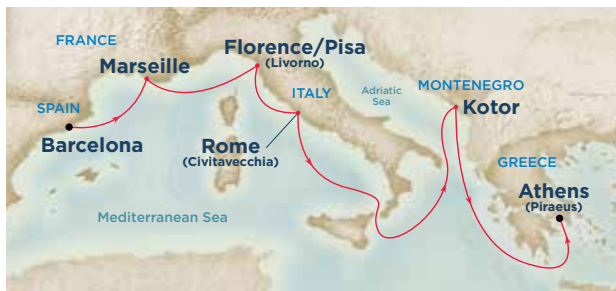 FRANCE
Marseille
SPAIN
Barcelona
Florence/Pisa
(Livorno)
ITALY
Rome
(Civitavecchia)
Adriatic
Sea
MONTENEGRO
Kotor
GREECE
Athens
(Piraeus)
Mediterranean Sea